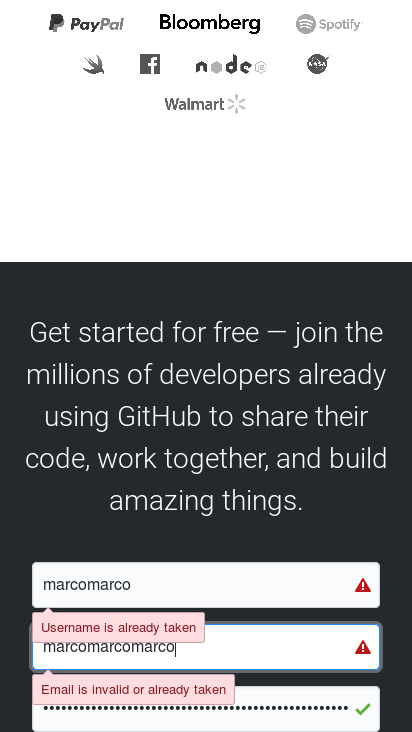 PayPal Bloomberg Spotify
node JS NASA
Walmart
Get started for free — join the
millions of developers already
using GitHub to share their
code, work together, and build
amazing things.
marcomarco
Username is already taken
marcomarcomarco
Email is invalid or already taken